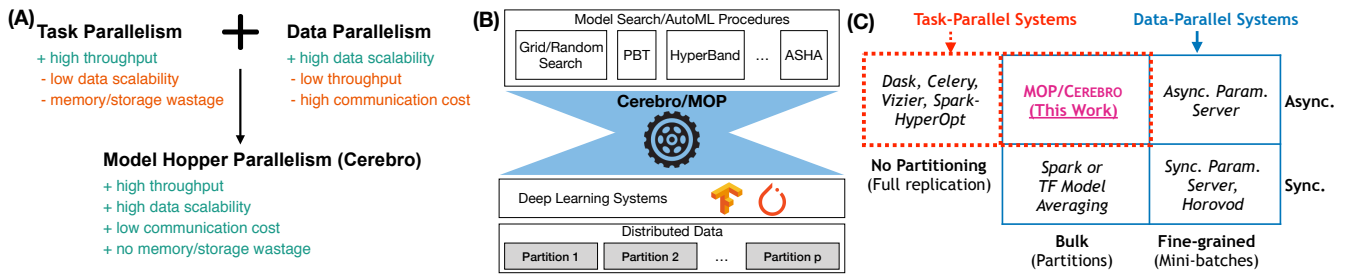 (A)
Task Parallelism
+ high throughput
- low data scalability
- memory/storage wastage
+
Data Parallelism
+ high data scalability
- low throughput
- high communication cost
Model Hopper Parallelism (Cerebro)
+ high throughput
+ high data scalability
+ low communication cost
+ no memory/storage wastage
(B)
Model Search/AutoML Procedures
Grid/Random
Search
PBT
HyperBand
...
ASHA
Cerebro/MOP
Deep Learning Systems
Distributed Data
Partition 1
Partition 2
...
Partition p
(C)
Task-Parallel Systems
Data-Parallel Systems
Dask, Celery,
Vizier, Spark-
HyperOpt
MOP/CEREBRO
(This Work)
Async. Param.
Server
Async.
No Partitioning
(Full replication)
Spark or
TF Model
Averaging
Sync. Param.
Server,
Horovod
Sync.
Bulk
(Partitions)
Fine-grained
(Mini-batches)